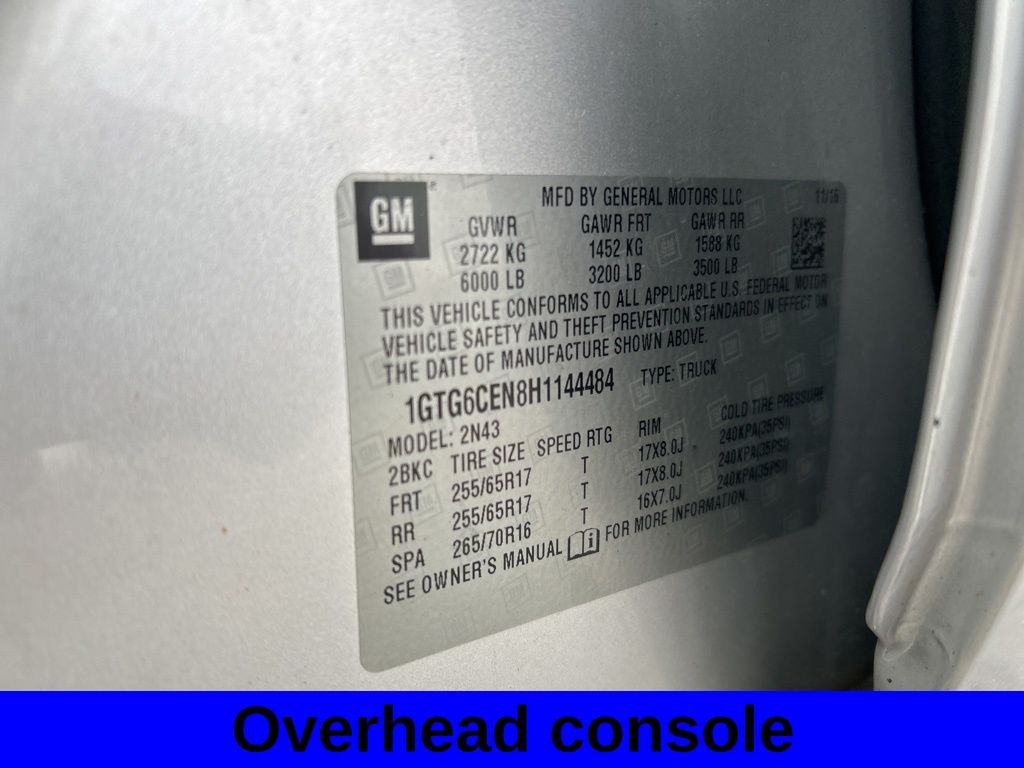 GM
MFD BY GENERAL MOTORS LLC 11/16
GVWR GAWR FRT GAWR RR
2722 KG 1452 KG 1588 KG
6000 LB 3200 LB 3500 LB
THIS VEHICLE CONFORMS TO ALL APPLICABLE U.S. FEDERAL MOTOR
VEHICLE SAFETY AND THEFT PREVENTION STANDARDS IN EFFECT ON
THE DATE OF MANUFACTURE SHOWN ABOVE.
1GTG6CEN8H1144484 TYPE: TRUCK
MODEL: 2N43
2BKC TIRE SIZE SPEED RTG RIM COLD TIRE PRESSURE
FRT 255/65R17 T 17X8.0J 240KPA(35PSI)
RR 255/65R17 T 17X8.0J 240KPA(35PSI)
SPA 265/70R16 T 16X7.0J 240KPA(35PSI)
SEE OWNER'S MANUAL FOR MORE INFORMATION.
Overhead console